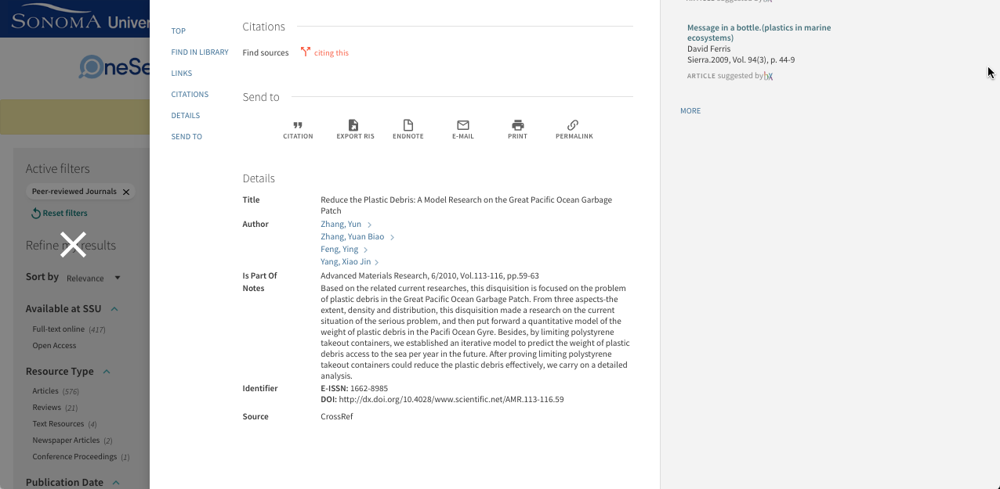 SONOMA Univer
neSe
Active filters
Peer-reviewed Journals
Reset filters
Refine my results
Sort by Relevance
Available at SSU
Full-text online (417)
Open Access
Resource Type
Articles (576)
Reviews (21)
Text Resources (4)
Newspaper Articles (2)
Conference Proceedings (1)
Publication Date
TOP
FIND IN LIBRARY
LINKS
CITATIONS
DETAILS
SEND TO
Citations
Find sources citing this
Send to
CITATION
EXPORT RIS
ENDNOTE
E-MAIL
PRINT
PERMALINK
Details
Title Reduce the Plastic Debris: A Model Research on the Great Pacific Ocean Garbage
Patch
Author Zhang, Yun
Zhang, Yuan Biao
Feng, Ying
Yang, Xiao Jin
Is Part Of Advanced Materials Research, 6/2010, Vol.113-116, pp.59-63
Notes Based on the related current researches, this disquisition is focused on the problem
of plastic debris in the Great Pacific Ocean Garbage Patch. From three aspects-the
extent, density and distribution, this disquisition made a research on the current
situation of the serious problem, and then put forward a quantitative model of the
weight of plastic debris in the Pacifi Ocean Gyre. Besides, by limiting polystyrene
takeout containers, we established an iterative model to predict the weight of plastic
debris access to the sea per year in the future. After proving limiting polystyrene
takeout containers could reduce the plastic debris effectively, we carry on a detailed
analysis.
Identifier E-ISSN: 1662-8985
DOI: http://dx.doi.org/10.4028/www.scientific.net/AMR.113-116.59
Source CrossRef
ARTICLE suggested by bX
Message in a bottle.(plastics in marine
ecosystems)
David Ferris
Sierra.2009, Vol. 94(3), p. 44-9
ARTICLE suggested by bX
MORE